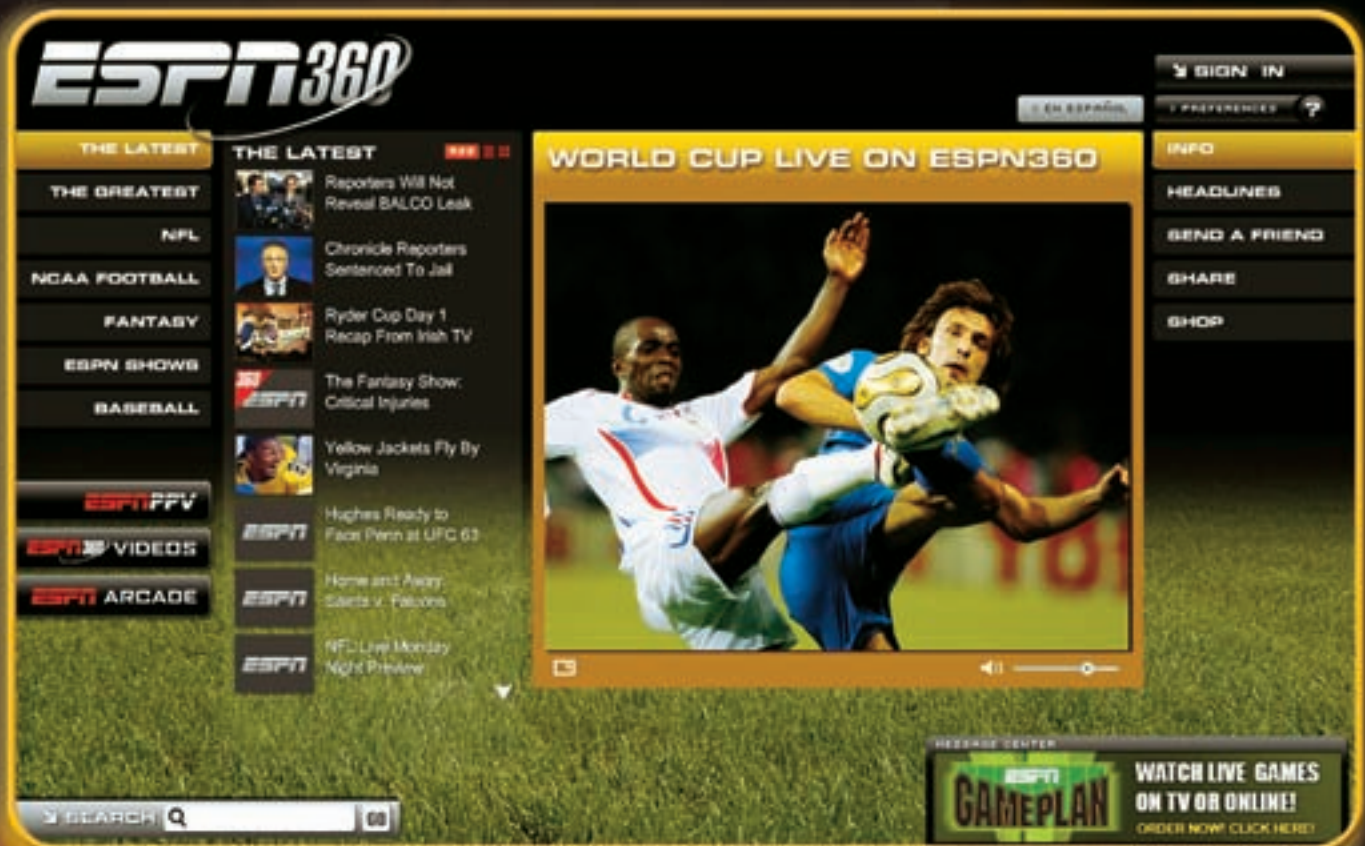 ESPN360
SIGN IN
EN ESPAÑOL
PREFERENCES ?
THE LATEST
THE GREATEST
NFL
NCAA FOOTBALL
FANTASY
ESPN SHOWS
BASEBALL
ESPN PPV
ESPN360 VIDEOS
ESPN ARCADE
THE LATEST
Reporters Will Not
Reveal BALCO Leak
Chronicle Reporters
Sentenced To Jail
Ryder Cup Day 1
Recap From Irish TV
360
ESPN
The Fantasy Show:
Critical Injuries
Yellow Jackets Fly By
Virginia
ESPN
Hughes Ready to
Face Penn at UFC 63
ESPN
Home and Away:
Saints v. Falcons
ESPN
NFL Live Monday
Night Preview
WORLD CUP LIVE ON ESPN360
INFO
HEADLINES
SEND A FRIEND
SHARE
SHOP
SEARCH
GO
MESSAGE CENTER
ESPN
GAMEPLAN
WATCH LIVE GAMES
ON TV OR ONLINE!
ORDER NOW! CLICK HERE!